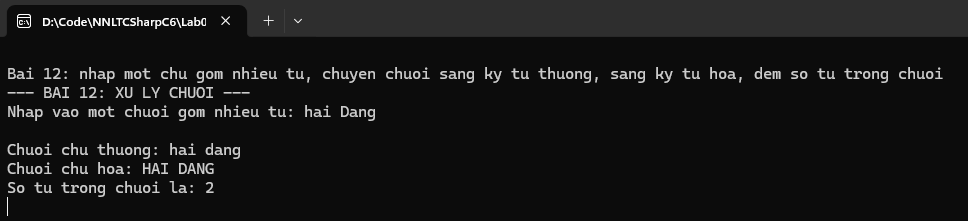 D:\Code\NNLTCSharpC6\Lab0
Bai 12: nhap mot chu gom nhieu tu, chuyen chuoi sang ky tu thuong, sang ky tu hoa, dem so tu trong chuoi
--- BAI 12: XU LY CHUOI ---
Nhap vao mot chuoi gom nhieu tu: hai Dang
Chuoi chu thuong: hai dang
Chuoi chu hoa: HAI DANG
So tu trong chuoi la: 2